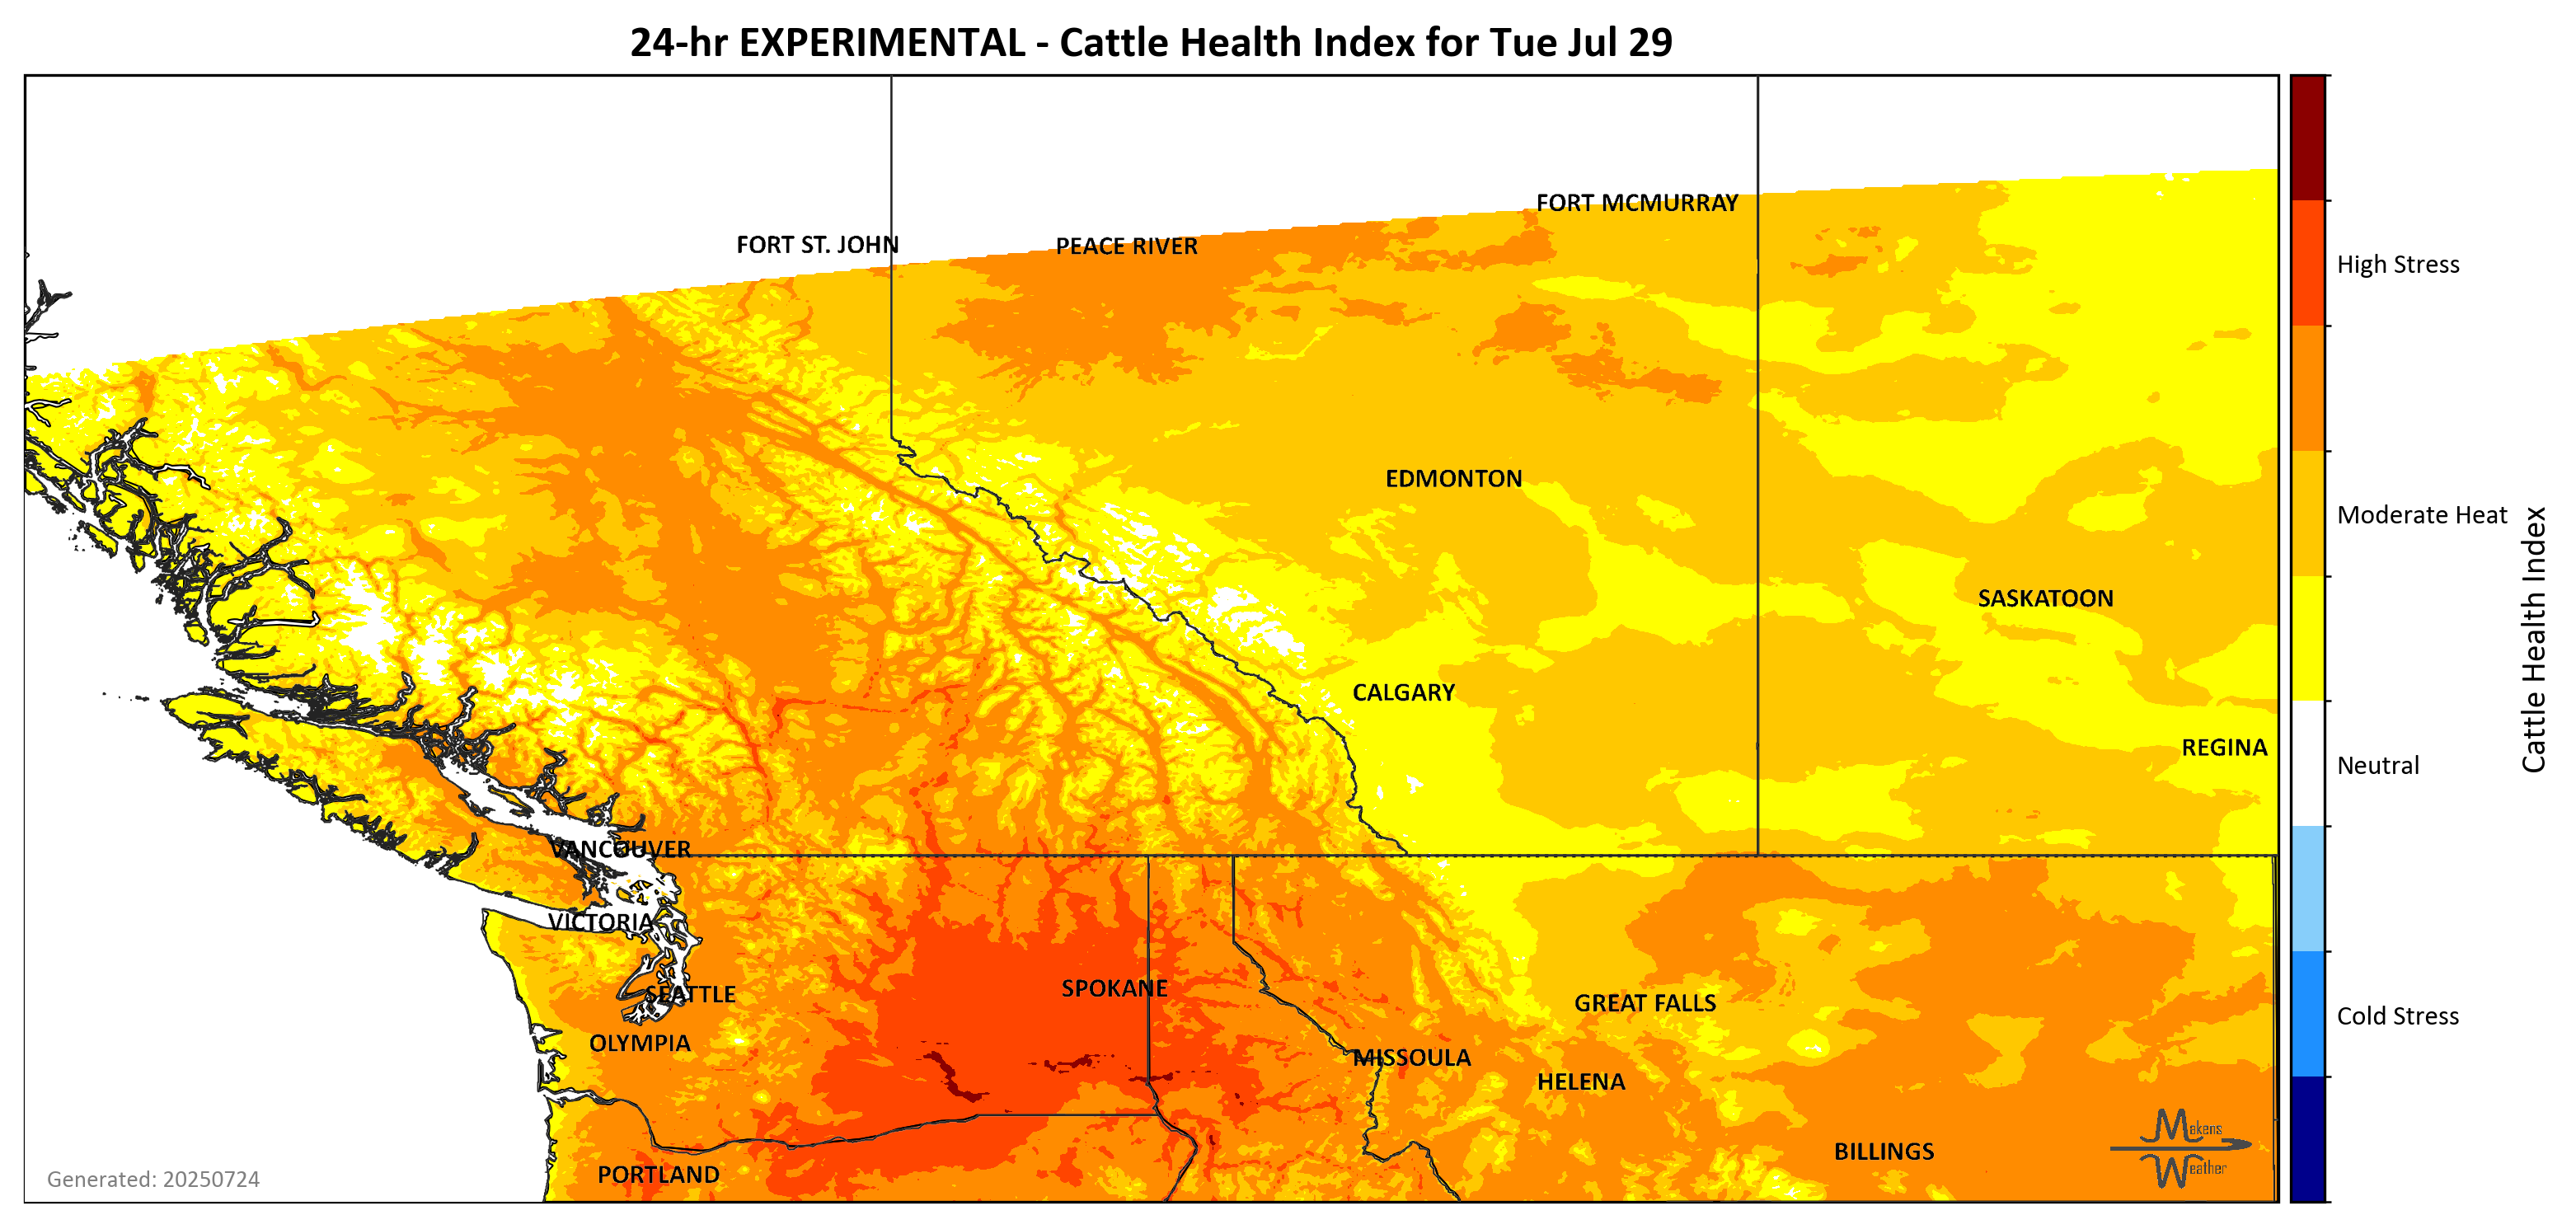 24-hr EXPERIMENTAL - Cattle Health Index for Tue Jul 29
FORT MCMURRAY
FORT ST. JOHN
PEACE RIVER
High Stress
EDMONTON
Moderate Heat
SASKATOON
Cattle Health Index
CALGARY
REGINA
Neutral
VANCOUVER
VICTORIA
SPOKANE
SEATTLE
GREAT FALLS
Cold Stress
OLYMPIA
MISSOULA
HELENA
Makens
BILLINGS
Weather
PORTLAND
Generated: 20250724